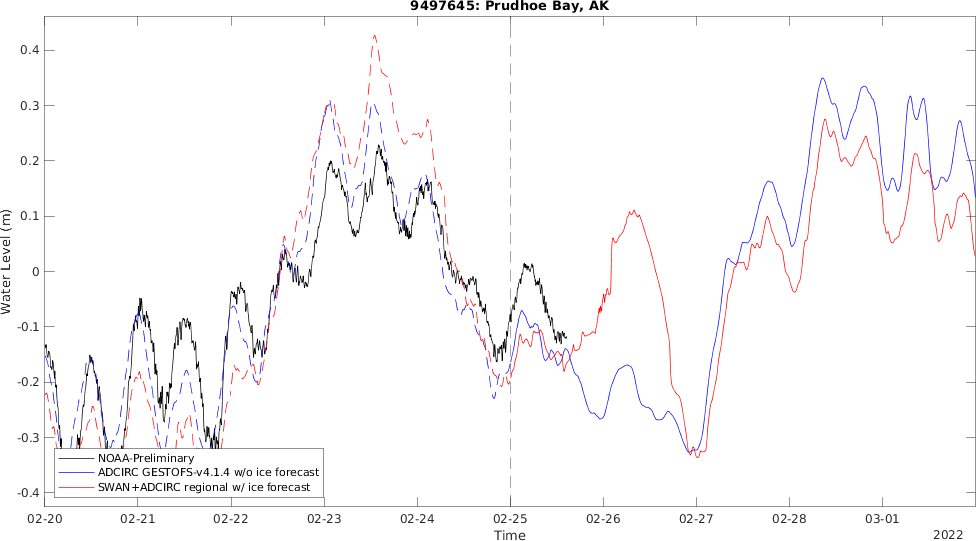 9497645: Prudhoe Bay, AK
Water Level (m)
0.4
0.3
0.2
0.1
0
-0.1
-0.2
-0.3
-0.4
NOAA-Preliminary
ADCIRC GESTOFS-v4.1.4 w/o ice forecast
SWAN+ADCIRC regional w/ ice forecast
02-20 02-21 02-22 02-23 02-24 02-25 02-26 02-27 02-28 03-01
Time
2022